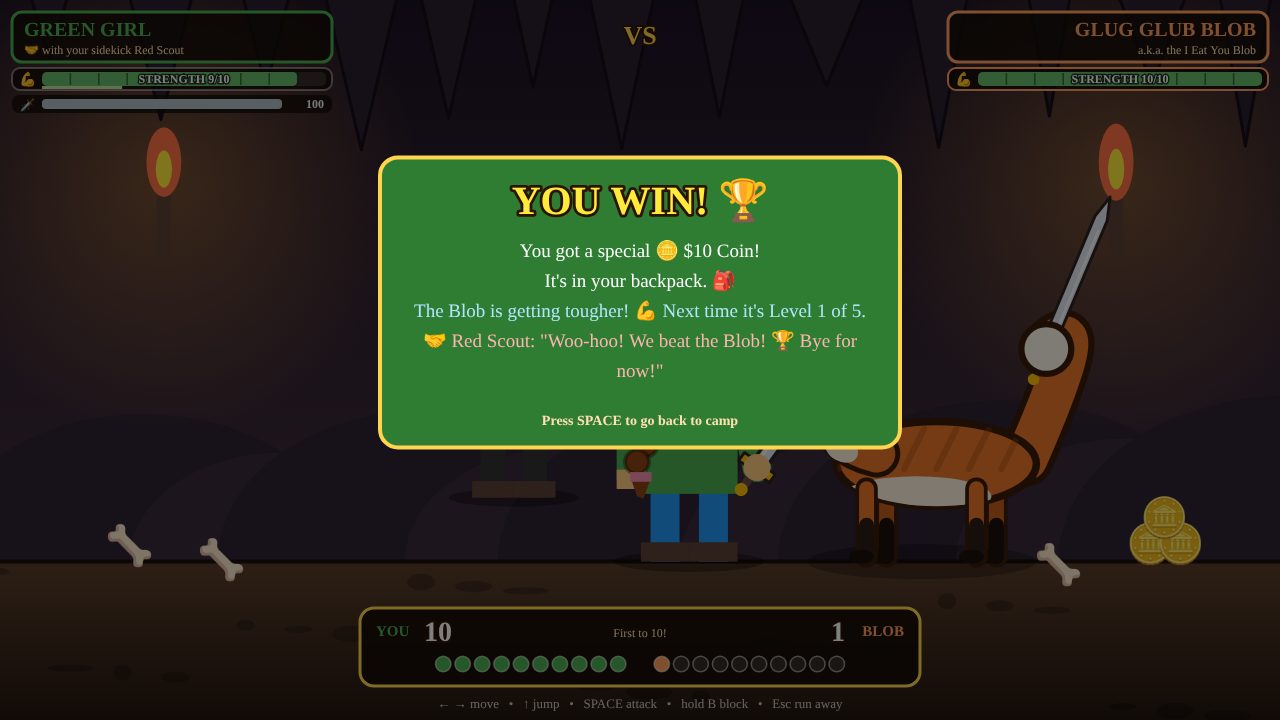 GREEN GIRL
🤝 with your sidekick Red Scout
STRENGTH 9/10
100
VS
GLUG GLUB BLOB
a.k.a. the I Eat You Blob
STRENGTH 10/10
YOU WIN! 🏆
You got a special 🪙 $10 Coin!
It's in your backpack. 🎒
The Blob is getting tougher! 💪 Next time it's Level 1 of 5.
🤝 Red Scout: "Woo-hoo! We beat the Blob! 🏆 Bye for
now!"
Press SPACE to go back to camp
YOU 10 First to 10! 1 BLOB
← → move • ↑ jump • SPACE attack • hold B block • Esc run away